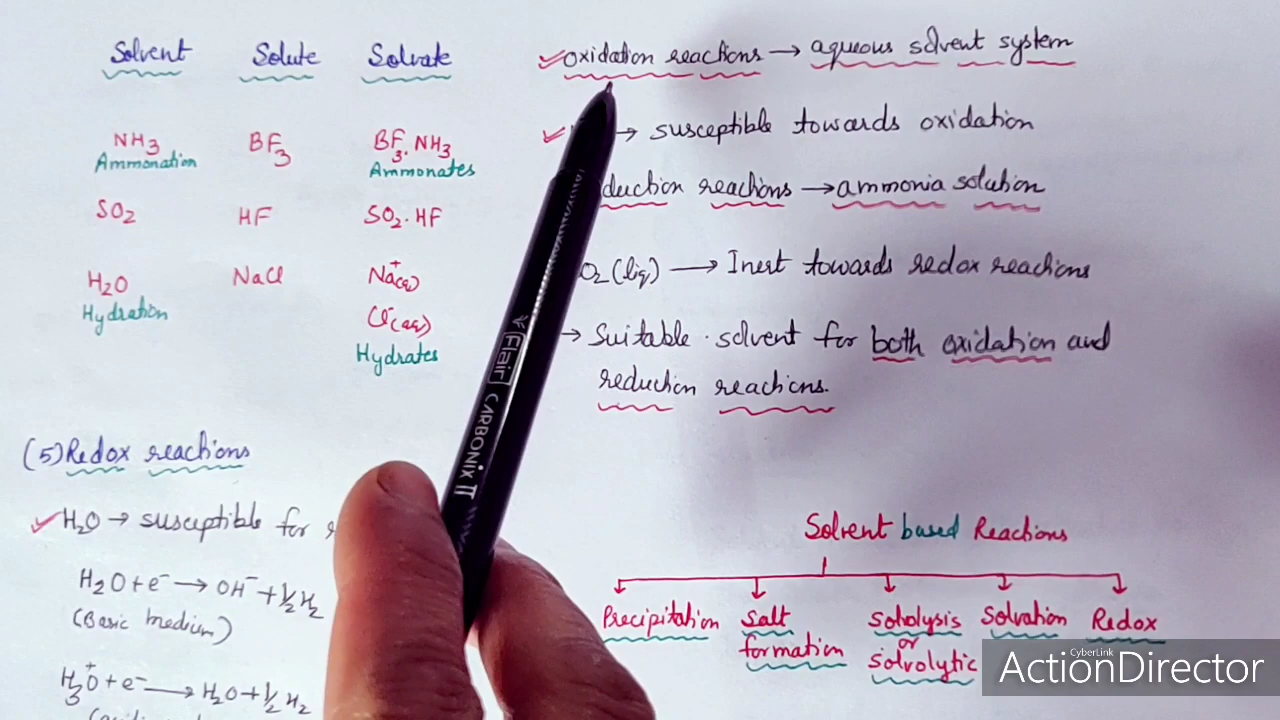 Solvent Solute Solvate
NH3 BF3 BF3.NH3
Ammonation Ammonates
SO2 HF SO2.HF
H2O NaCl Na+(aq)
Hydration Cl-(aq)
Hydrates
(5) Redox reactions
H2O → susceptible for
H2O + e- → OH- + 1/2 H2
(Basic medium)
H3O+ + e- → H2O + 1/2 H2
oxidation reactions → aqueous solvent system
→ susceptible towards oxidation
duction reactions → ammonia solution
O2 (liq) → Inert towards redox reactions
→ Suitable solvent for both oxidation and
reduction reactions.
Solvent based Reactions
Precipitation Salt formation Solvolysis or solvolytic Solvation Redox
Flair CARBONIX
CyberLink
ActionDirector